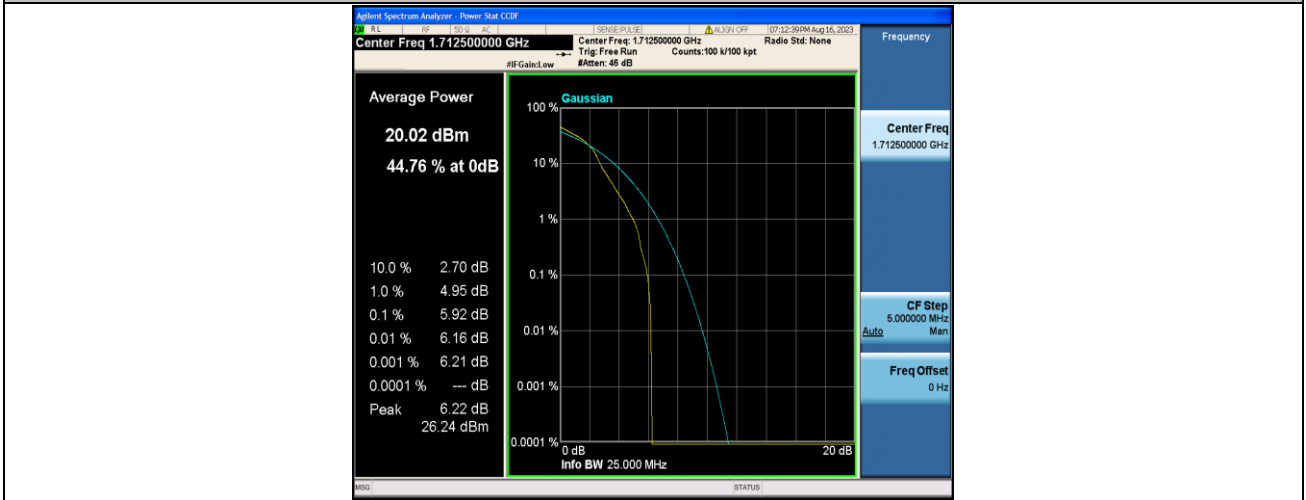 Agilent Spectrum Analyzer - Power Stat CCDF
RL RF 50 Ω AC SENSE:PULSE ALIGN OFF 07:12:39PM Aug 16, 2023
Center Freq 1.712500000 GHz
Center Freq: 1.712500000 GHz Radio Std: None
Trig: Free Run Counts:100 k/100 kpt
#IFGain:Low #Atten: 46 dB
Average Power
20.02 dBm
44.76 % at 0dB
10.0 % 2.70 dB
1.0 % 4.95 dB
0.1 % 5.92 dB
0.01 % 6.16 dB
0.001 % 6.21 dB
0.0001 % --- dB
Peak 6.22 dB
26.24 dBm
Gaussian
100 %
10 %
1 %
0.1 %
0.01 %
0.001 %
0.0001 %
0 dB 20 dB
Info BW 25.000 MHz
Frequency
Center Freq
1.712500000 GHz
CF Step
5.000000 MHz
Auto Man
Freq Offset
0 Hz
MSG STATUS